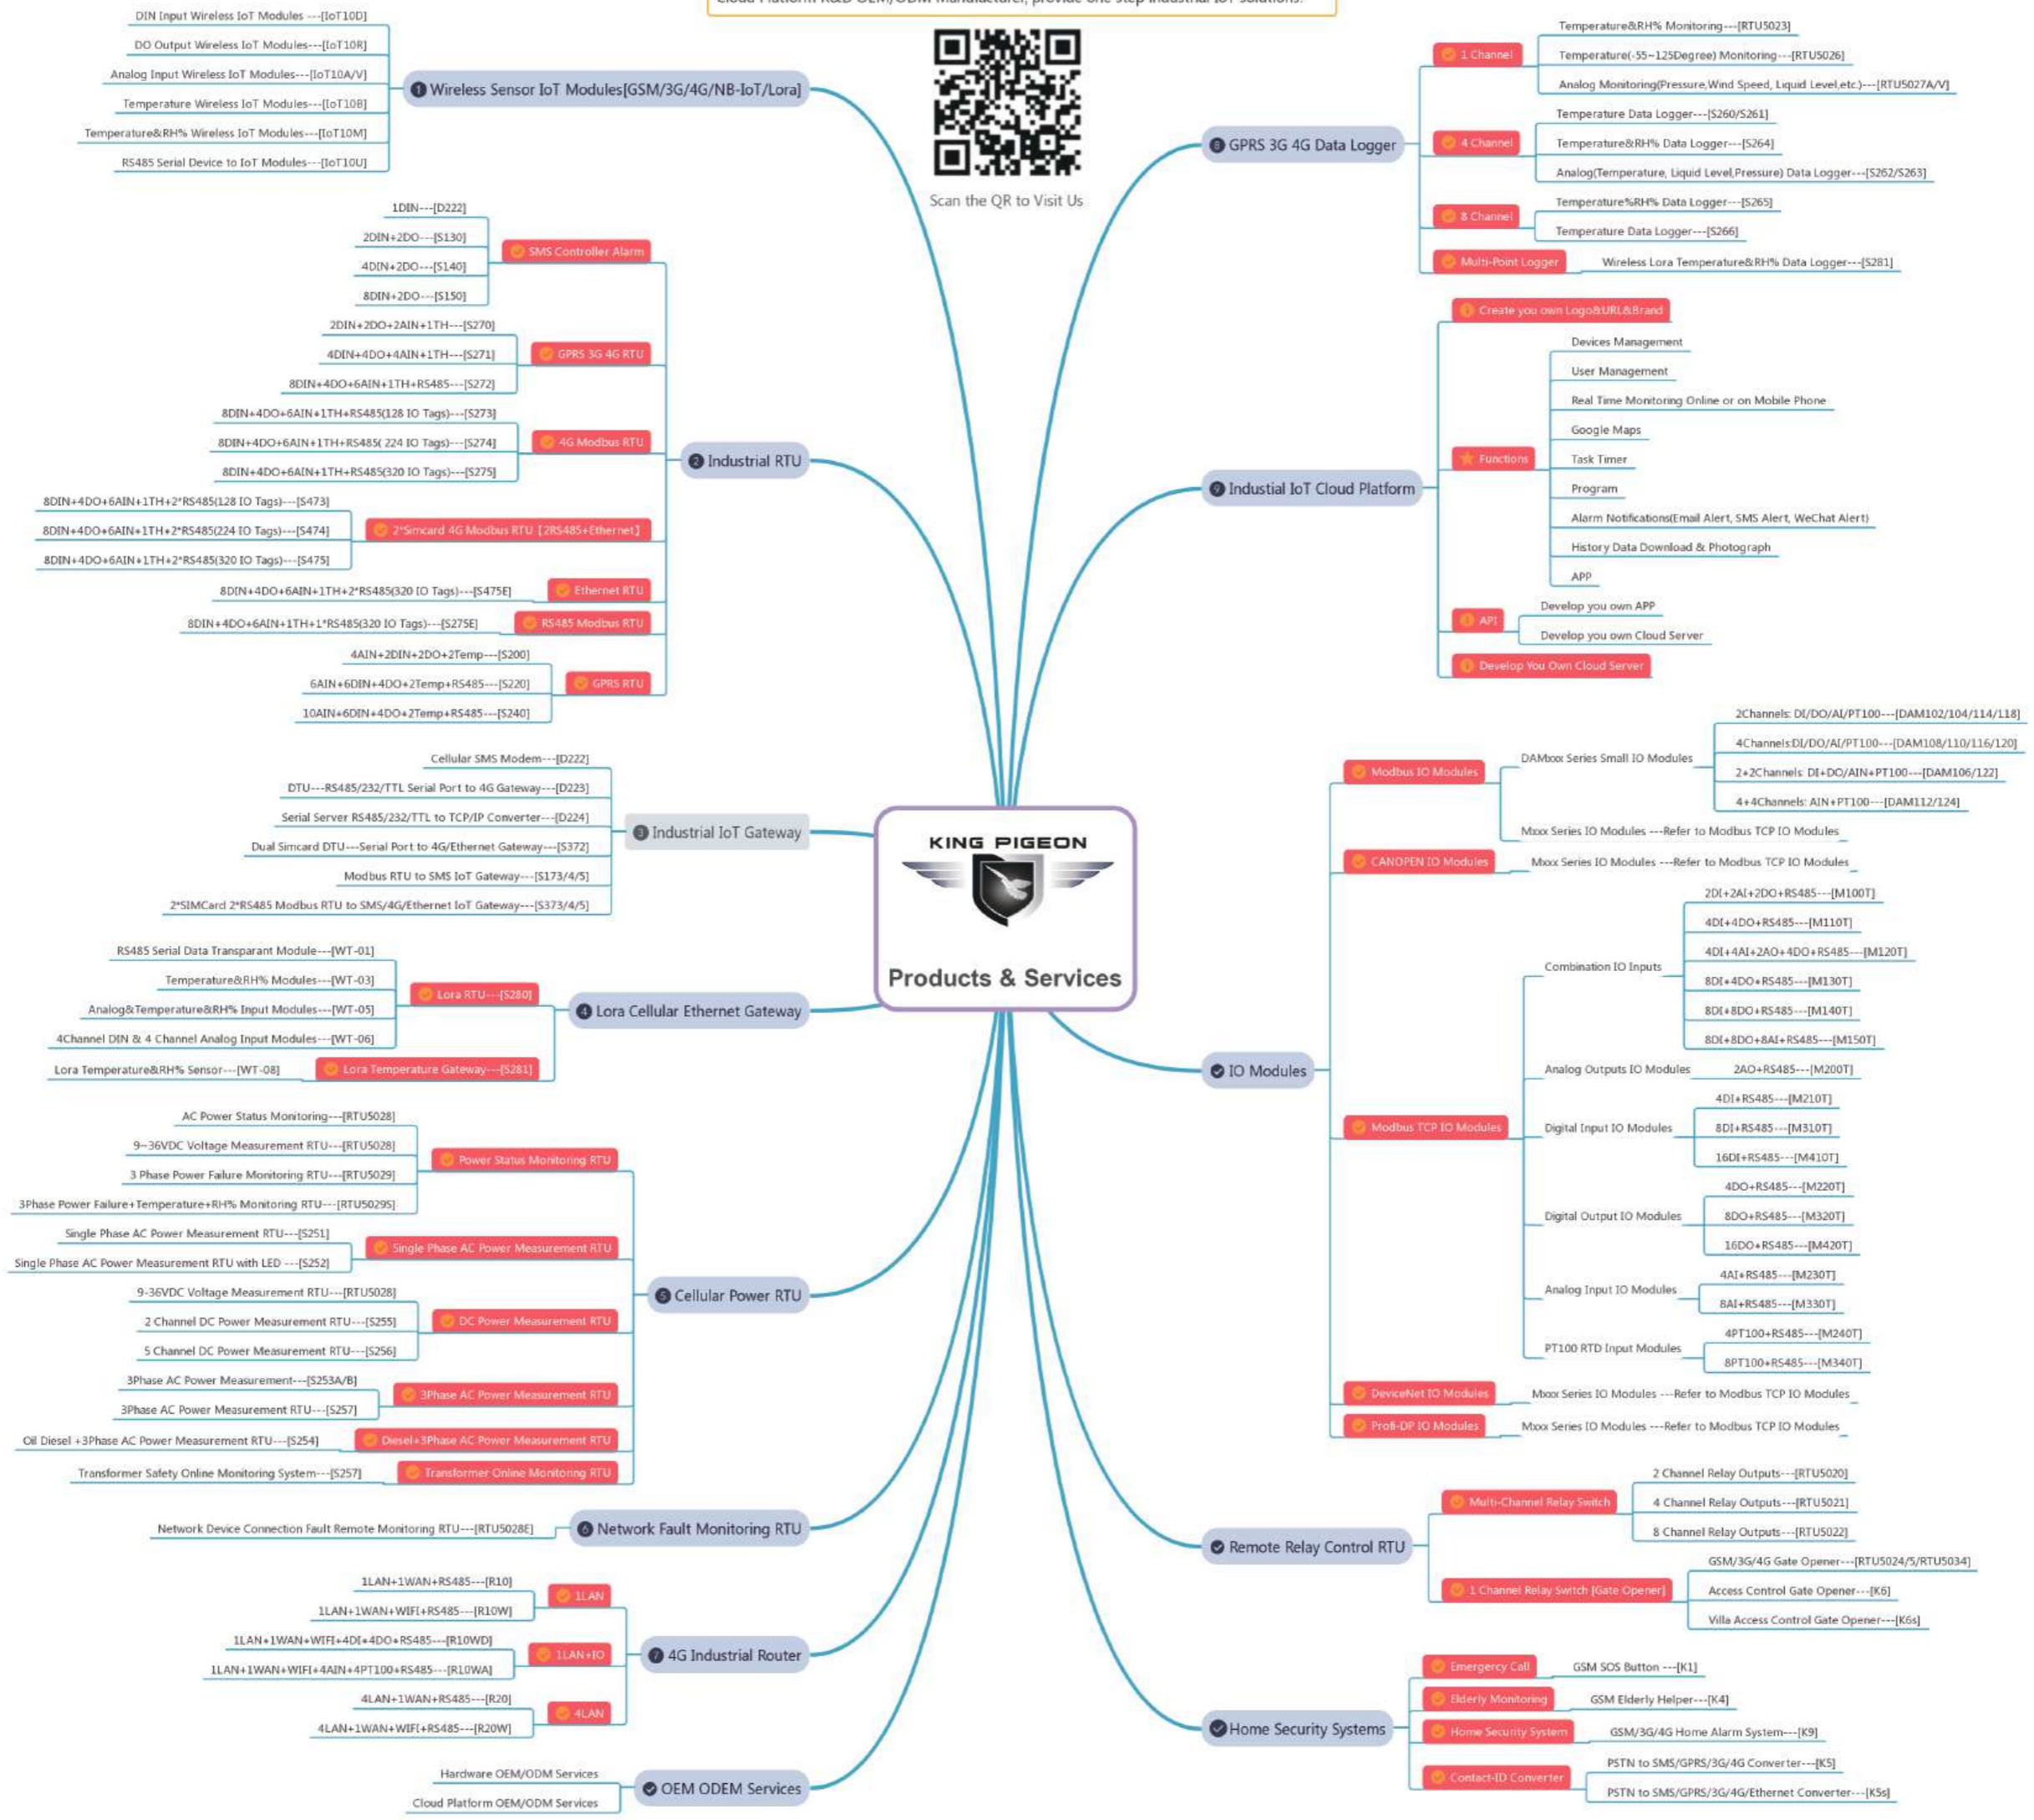 Cloud Platform R&D OEM/ODM Manufacturer, provide one step Industrial IoT solutions.
Scan the QR to Visit Us
KING PIGEON
Products & Services
❶ Wireless Sensor IoT Modules[GSM/3G/4G/NB-IoT/Lora]
DIN Input Wireless IoT Modules ---[IoT10D]
DO Output Wireless IoT Modules---[IoT10R]
Analog Input Wireless IoT Modules---[IoT10A/V]
Temperature Wireless IoT Modules---[IoT10B]
Temperature&RH% Wireless IoT Modules---[IoT10M]
RS485 Serial Device to IoT Modules---[IoT10U]
❷ Industrial RTU
SMS Controller Alarm
1DIN---[D222]
2DIN+2DO---[S130]
4DIN+2DO---[S140]
8DIN+2DO---[S150]
GPRS 3G 4G RTU
2DIN+2DO+2AIN+1TH---[S270]
4DIN+4DO+4AIN+1TH---[S271]
8DIN+4DO+6AIN+1TH+RS485---[S272]
4G Modbus RTU
8DIN+4DO+6AIN+1TH+RS485(128 IO Tags)---[S273]
8DIN+4DO+6AIN+1TH+RS485( 224 IO Tags)---[S274]
8DIN+4DO+6AIN+1TH+RS485(320 IO Tags)---[S275]
2*Simcard 4G Modbus RTU【2RS485+Ethernet】
8DIN+4DO+6AIN+1TH+2*RS485(128 IO Tags)---[S473]
8DIN+4DO+6AIN+1TH+2*RS485(224 IO Tags)---[S474]
8DIN+4DO+6AIN+1TH+2*RS485(320 IO Tags)---[S475]
Ethernet RTU
8DIN+4DO+6AIN+1TH+2*RS485(320 IO Tags)---[S475E]
RS485 Modbus RTU
8DIN+4DO+6AIN+1TH+1*RS485(320 IO Tags)---[S275E]
GPRS RTU
4AIN+2DIN+2DO+2Temp---[S200]
6AIN+6DIN+4DO+2Temp+RS485---[S220]
10AIN+6DIN+4DO+2Temp+RS485---[S240]
❸ Industrial IoT Gateway
Cellular SMS Modem---[D222]
DTU---RS485/232/TTL Serial Port to 4G Gateway---[D223]
Serial Server RS485/232/TTL to TCP/IP Converter---[D224]
Dual Simcard DTU---Serial Port to 4G/Ethernet Gateway---[S372]
Modbus RTU to SMS IoT Gateway---[S173/4/5]
2*SIMCard 2*RS485 Modbus RTU to SMS/4G/Ethernet IoT Gateway---[S373/4/5]
❹ Lora Cellular Ethernet Gateway
Lora RTU---[S280]
RS485 Serial Data Transparant Module---[WT-01]
Temperature&RH% Modules---[WT-03]
Analog&Temperature&RH% Input Modules---[WT-05]
4Channel DIN & 4 Channel Analog Input Modules---[WT-06]
Lora Temperature Gateway---[S281]
Lora Temperature&RH% Sensor---[WT-08]
❺ Cellular Power RTU
Power Status Monitoring RTU
AC Power Status Monitoring---[RTU5028]
9~36VDC Voltage Measurement RTU---[RTU5028]
3 Phase Power Failure Monitoring RTU---[RTU5029]
3Phase Power Failure+Temperature+RH% Monitoring RTU---[RTU5029S]
Single Phase AC Power Measurement RTU
Single Phase AC Power Measurement RTU---[S251]
Single Phase AC Power Measurement RTU with LED ---[S252]
DC Power Measurement RTU
9-36VDC Voltage Measurement RTU---[RTU5028]
2 Channel DC Power Measurement RTU---[S255]
5 Channel DC Power Measurement RTU---[S256]
3Phase AC Power Measurement RTU
3Phase AC Power Measurement---[S253A/B]
3Phase AC Power Measurement RTU---[S257]
Diesel+3Phase AC Power Measurement RTU
Oil Diesel +3Phase AC Power Measurement RTU---[S254]
Transformer Online Monitoring RTU
Transformer Safety Online Monitoring System---[S257]
❻ Network Fault Monitoring RTU
Network Device Connection Fault Remote Monitoring RTU---[RTU5028E]
❼ 4G Industrial Router
1LAN
1LAN+1WAN+RS485---[R10]
1LAN+1WAN+WIFI+RS485---[R10W]
1LAN+IO
1LAN+1WAN+WIFI+4DI+4DO+RS485---[R10WD]
1LAN+1WAN+WIFI+4AIN+4PT100+RS485---[R10WA]
4LAN
4LAN+1WAN+RS485---[R20]
4LAN+1WAN+WIFI+RS485---[R20W]
OEM ODEM Services
Hardware OEM/ODM Services
Cloud Platform OEM/ODM Services
❽ GPRS 3G 4G Data Logger
1 Channel
Temperature&RH% Monitoring---[RTU5023]
Temperature(-55~125Degree) Monitoring---[RTU5026]
Analog Monitoring(Pressure,Wind Speed, Liquid Level,etc.)---[RTU5027A/V]
4 Channel
Temperature Data Logger---[S260/S261]
Temperature&RH% Data Logger---[S264]
Analog(Temperature, Liquid Level,Pressure) Data Logger---[S262/S263]
8 Channel
Temperature%RH% Data Logger---[S265]
Temperature Data Logger---[S266]
Multi-Point Logger
Wireless Lora Temperature&RH% Data Logger---[S281]
❾ Industial IoT Cloud Platform
Create you own Logo&URL&Brand
Functions
Devices Management
User Management
Real Time Monitoring Online or on Mobile Phone
Google Maps
Task Timer
Program
Alarm Notifications(Email Alert, SMS Alert, WeChat Alert)
History Data Download & Photograph
APP
API
Develop you own APP
Develop you own Cloud Server
Develop You Own Cloud Server
IO Modules
Modbus IO Modules
DAMxxx Series Small IO Modules
2Channels: DI/DO/AI/PT100---[DAM102/104/114/118]
4Channels:DI/DO/AI/PT100---[DAM108/110/116/120]
2+2Channels: DI+DO/AIN+PT100---[DAM106/122]
4+4Channels: AIN+PT100---[DAM112/124]
Mxxx Series IO Modules ---Refer to Modbus TCP IO Modules
CANOPEN IO Modules
Mxxx Series IO Modules ---Refer to Modbus TCP IO Modules
Modbus TCP IO Modules
Combination IO Inputs
2DI+2AI+2DO+RS485---[M100T]
4DI+4DO+RS485---[M110T]
4DI+4AI+2AO+4DO+RS485---[M120T]
8DI+4DO+RS485---[M130T]
8DI+8DO+RS485---[M140T]
8DI+8DO+8AI+RS485---[M150T]
Analog Outputs IO Modules
2AO+RS485---[M200T]
Digital Input IO Modules
4DI+RS485---[M210T]
8DI+RS485---[M310T]
16DI+RS485---[M410T]
Digital Output IO Modules
4DO+RS485---[M220T]
8DO+RS485---[M320T]
16DO+RS485---[M420T]
Analog Input IO Modules
4AI+RS485---[M230T]
8AI+RS485---[M330T]
PT100 RTD Input Modules
4PT100+RS485---[M240T]
8PT100+RS485---[M340T]
DeviceNet IO Modules
Mxxx Series IO Modules ---Refer to Modbus TCP IO Modules
Profi-DP IO Modules
Mxxx Series IO Modules ---Refer to Modbus TCP IO Modules
Remote Relay Control RTU
Multi-Channel Relay Switch
2 Channel Relay Outputs---[RTU5020]
4 Channel Relay Outputs---[RTU5021]
8 Channel Relay Outputs---[RTU5022]
1 Channel Relay Switch [Gate Opener]
GSM/3G/4G Gate Opener---[RTU5024/5/RTU5034]
Access Control Gate Opener---[K6]
Villa Access Control Gate Opener---[K6s]
Home Security Systems
Emergency Call
GSM SOS Button ---[K1]
Elderly Monitoring
GSM Elderly Helper---[K4]
Home Security System
GSM/3G/4G Home Alarm System---[K9]
Contact-ID Converter
PSTN to SMS/GPRS/3G/4G Converter---[K5]
PSTN to SMS/GPRS/3G/4G/Ethernet Converter---[K5s]